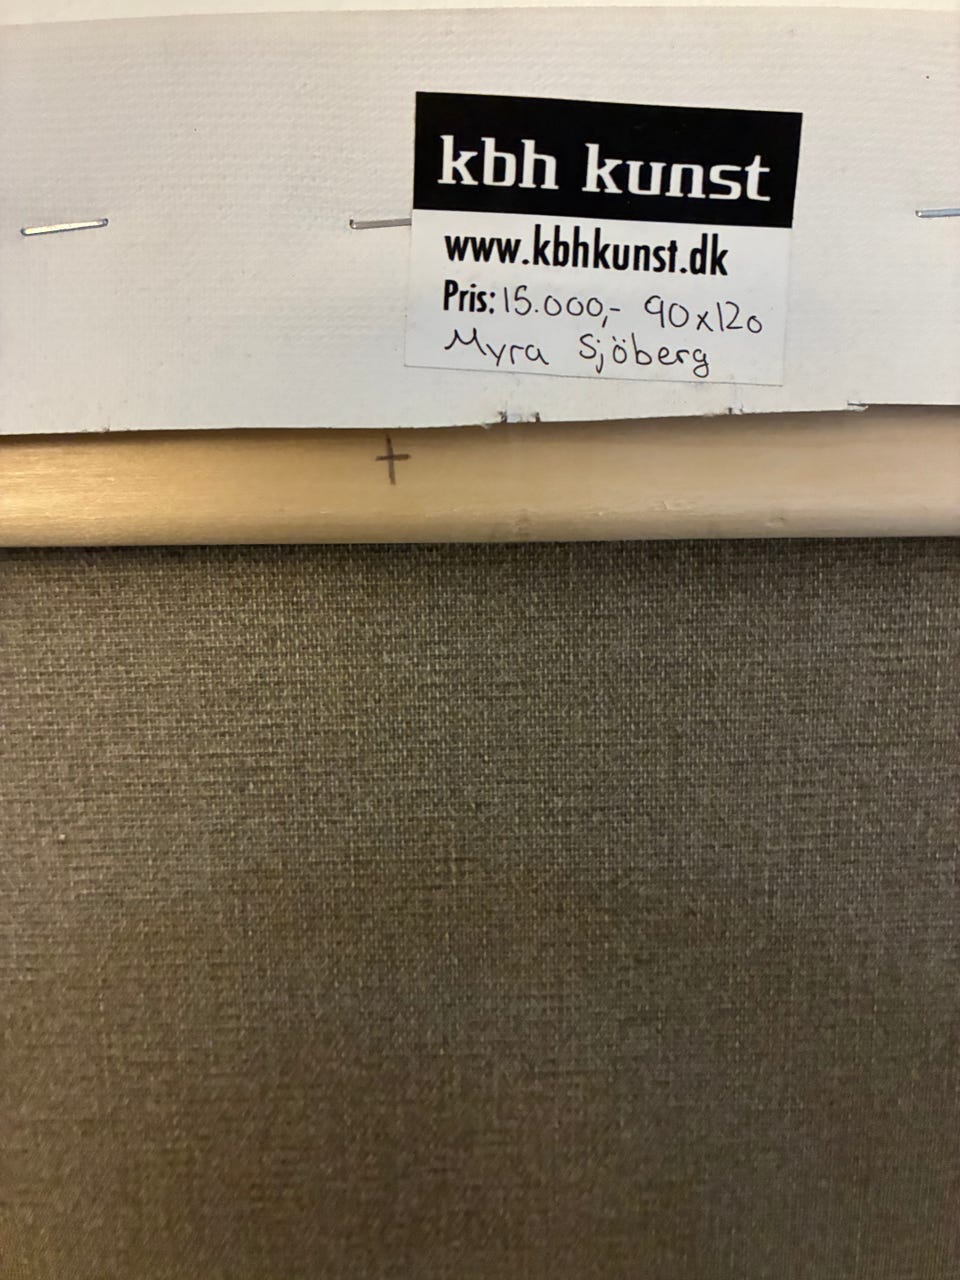 kbh kunst
www.kbhkunst.dk
Pris: 15.000,- 90x120
Myra Sjöberg